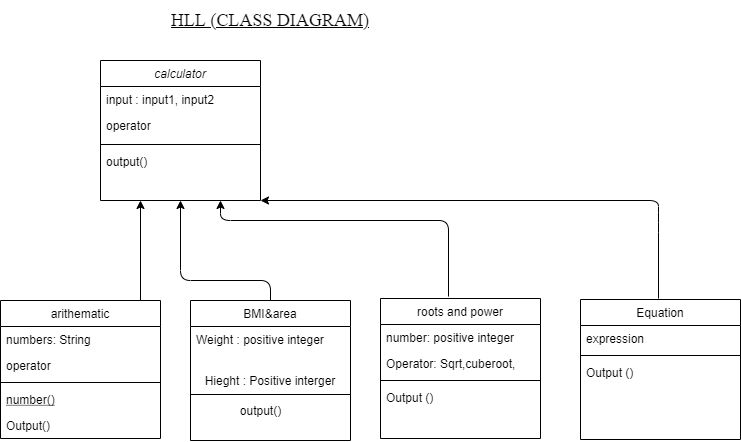 HLL (CLASS DIAGRAM)
calculator
input : input1, input2
operator
output()
arithematic
numbers: String
operator
number()
Output()
BMI&area
Weight : positive integer
Hieght : Positive interger
output()
roots and power
number: positive integer
Operator: Sqrt,cuberoot,
Output ()
Equation
expression
Output ()